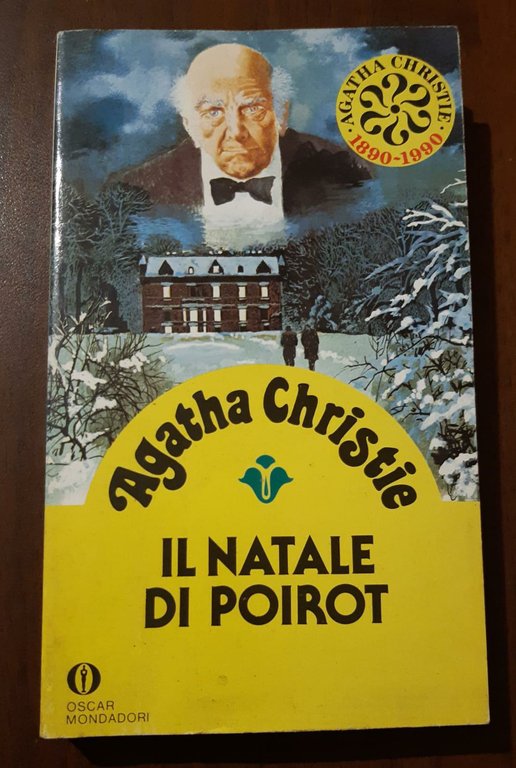 ·AGATHA CHRISTIE·
1890-1990
Agatha Christie
IL NATALE
DI POIROT
OSCAR
MONDADORI